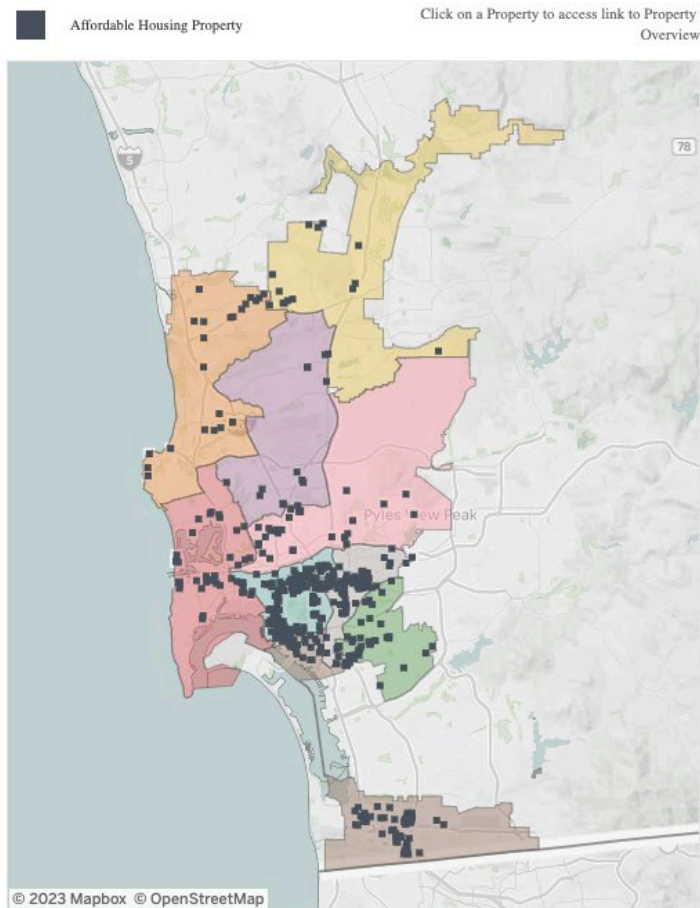 Affordable Housing Property
Click on a Property to access link to Property
Overview
5
78
Pyles View Peak
© 2023 Mapbox © OpenStreetMap